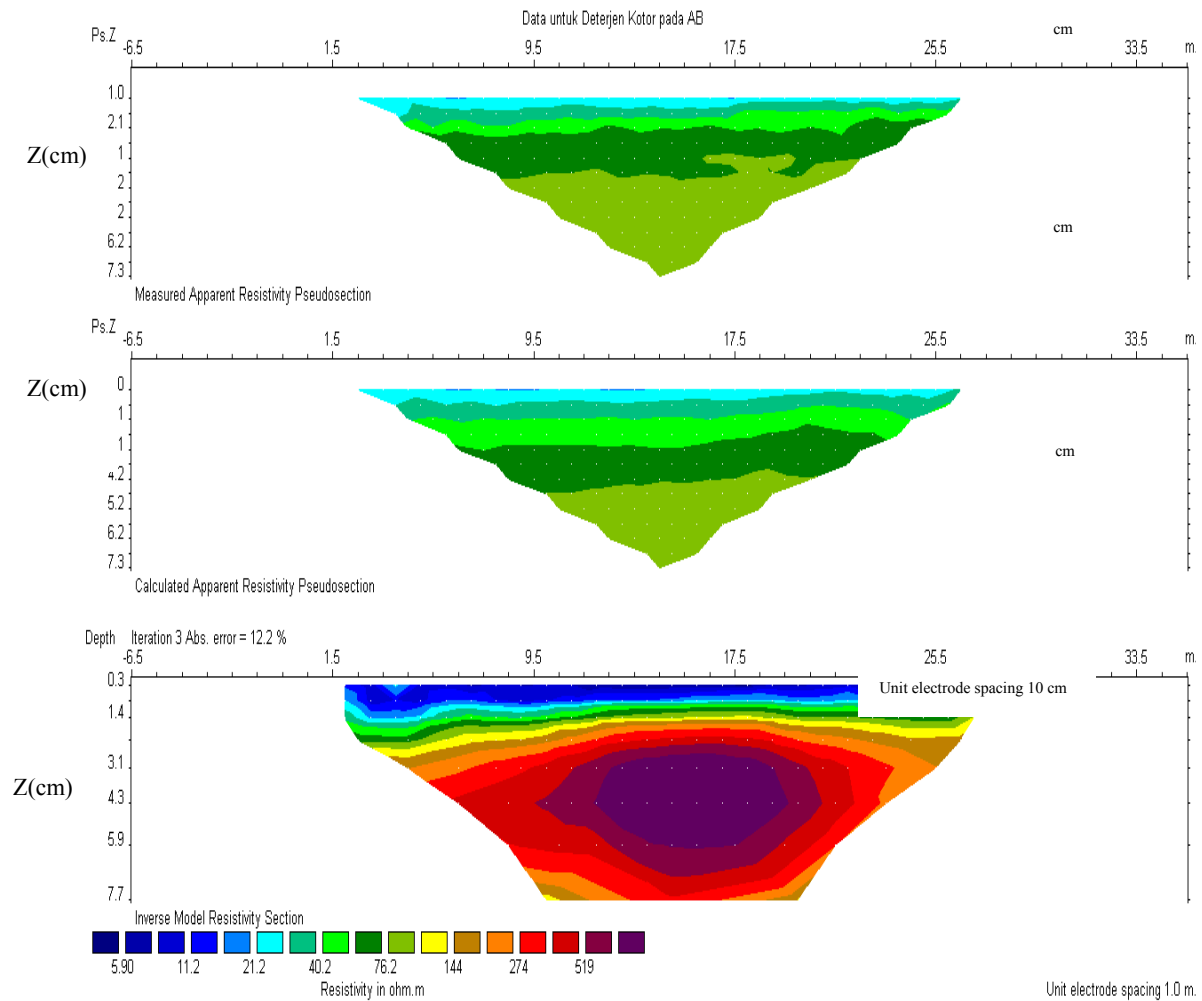 Data untuk Deterjen Kotor pada AB
cm
Ps.Z -6.5 1.5 9.5 17.5 25.5 33.5 m.
1.0
2.1
Z(cm)
1
2
2
cm
6.2
7.3
Measured Apparent Resistivity Pseudosection
Ps.Z -6.5 1.5 9.5 17.5 25.5 33.5 m.
Z(cm)
0
1
1
cm
4.2
5.2
6.2
7.3
Calculated Apparent Resistivity Pseudosection
Depth Iteration 3 Abs. error = 12.2 %
-6.5 1.5 9.5 17.5 25.5 33.5 m.
0.3
Unit electrode spacing 10 cm
1.4
3.1
Z(cm)
4.3
5.9
7.7
Inverse Model Resistivity Section
5.90 11.2 21.2 40.2 76.2 144 274 519
Resistivity in ohm.m
Unit electrode spacing 1.0 m.